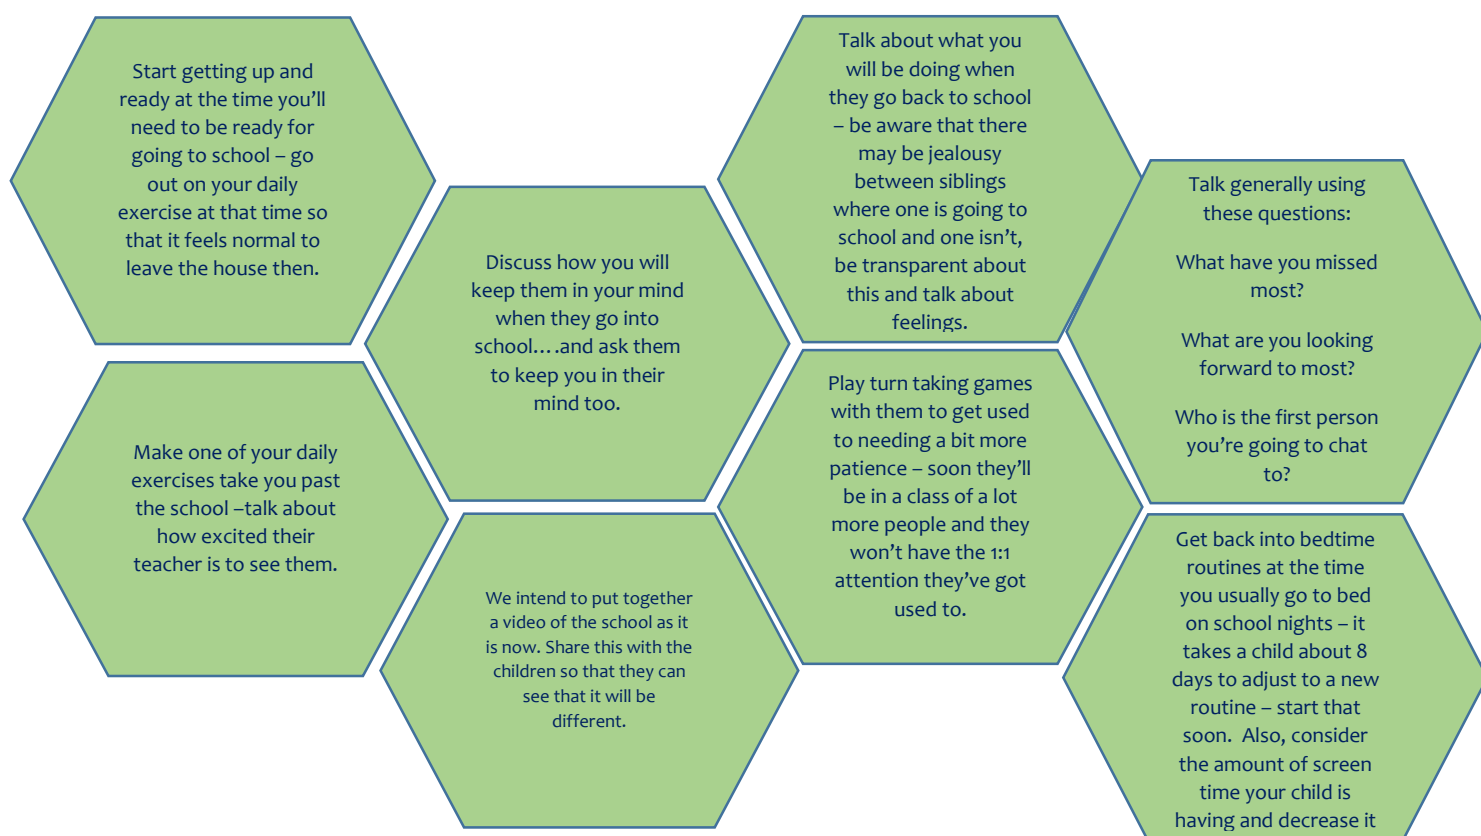 Start getting up and
ready at the time you’ll
need to be ready for
going to school – go
out on your daily
exercise at that time so
that it feels normal to
leave the house then.
Make one of your daily
exercises take you past
the school –talk about
how excited their
teacher is to see them.
Discuss how you will
keep them in your mind
when they go into
school….and ask them
to keep you in their
mind too.
We intend to put together
a video of the school as it
is now. Share this with the
children so that they can
see that it will be
different.
Talk about what you
will be doing when
they go back to school
– be aware that there
may be jealousy
between siblings
where one is going to
school and one isn’t,
be transparent about
this and talk about
feelings.
Play turn taking games
with them to get used
to needing a bit more
patience – soon they’ll
be in a class of a lot
more people and they
won’t have the 1:1
attention they’ve got
used to.
Talk generally using
these questions:
What have you missed
most?
What are you looking
forward to most?
Who is the first person
you’re going to chat
to?
Get back into bedtime
routines at the time
you usually go to bed
on school nights – it
takes a child about 8
days to adjust to a new
routine – start that
soon.  Also, consider
the amount of screen
time your child is
having and decrease it